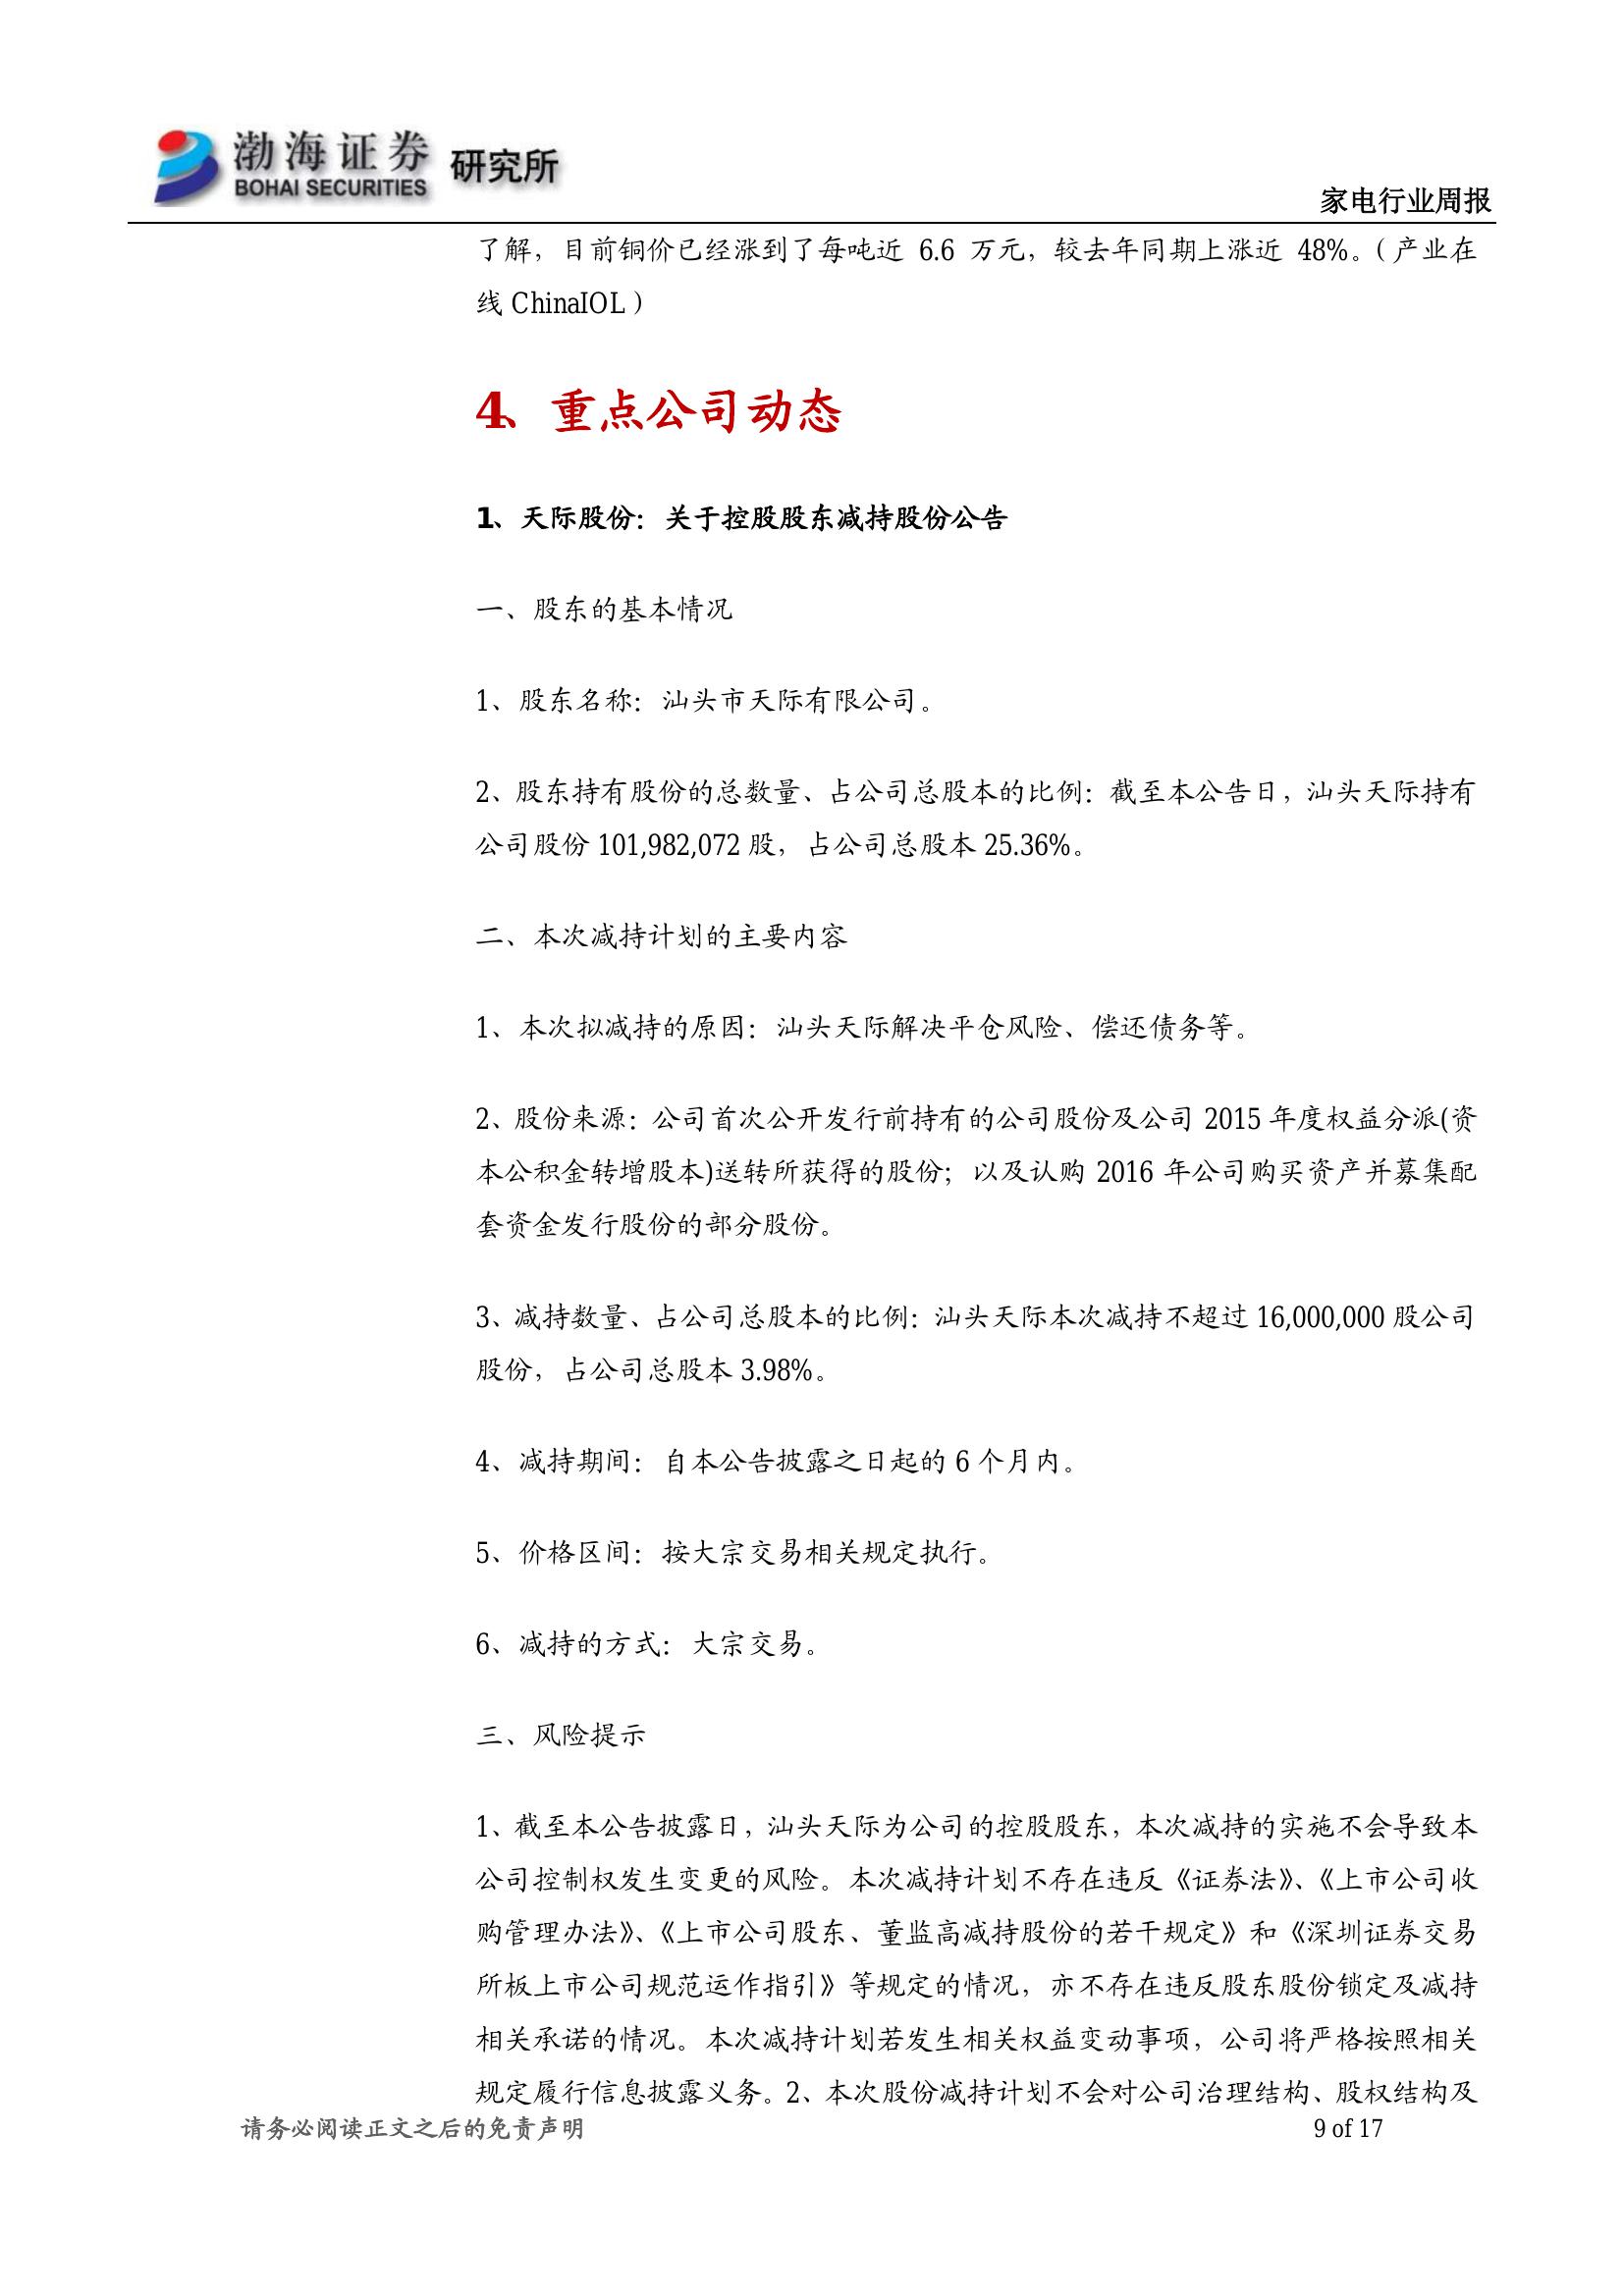 渤海证券 研究所
BOHAI SECURITIES
家电行业周报
了解，目前铜价已经涨到了每吨近 6.6 万元，较去年同期上涨近 48%。（产业在
线 ChinaIOL）
4、重点公司动态
1、天际股份：关于控股股东减持股份公告
一、股东的基本情况
1、股东名称：汕头市天际有限公司。
2、股东持有股份的总数量、占公司总股本的比例：截至本公告日，汕头天际持有
公司股份 101,982,072 股，占公司总股本 25.36%。
二、本次减持计划的主要内容
1、本次拟减持的原因：汕头天际解决平仓风险、偿还债务等。
2、股份来源：公司首次公开发行前持有的公司股份及公司 2015 年度权益分派(资
本公积金转增股本)送转所获得的股份；以及认购 2016 年公司购买资产并募集配
套资金发行股份的部分股份。
3、减持数量、占公司总股本的比例：汕头天际本次减持不超过 16,000,000 股公司
股份，占公司总股本 3.98%。
4、减持期间：自本公告披露之日起的 6 个月内。
5、价格区间：按大宗交易相关规定执行。
6、减持的方式：大宗交易。
三、风险提示
1、截至本公告披露日，汕头天际为公司的控股股东，本次减持的实施不会导致本
公司控制权发生变更的风险。本次减持计划不存在违反《证券法》、《上市公司收
购管理办法》、《上市公司股东、董监高减持股份的若干规定》和《深圳证券交易
所板上市公司规范运作指引》等规定的情况，亦不存在违反股东股份锁定及减持
相关承诺的情况。本次减持计划若发生相关权益变动事项，公司将严格按照相关
规定履行信息披露义务。2、本次股份减持计划不会对公司治理结构、股权结构及
请务必阅读正文之后的免责声明
9 of 17